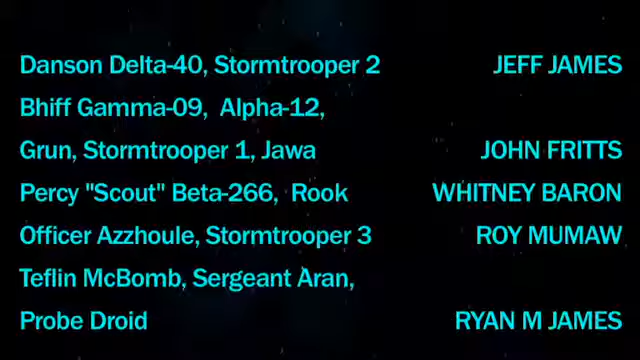 Danson Delta-40, Stormtrooper 2 JEFF JAMES
Bhiff Gamma-09, Alpha-12,
Grun, Stormtrooper 1, Jawa JOHN FRITTS
Percy "Scout" Beta-266, Rook WHITNEY BARON
Officer Azzhoule, Stormtrooper 3 ROY MUMAW
Teflin McBomb, Sergeant Aran,
Probe Droid RYAN M JAMES